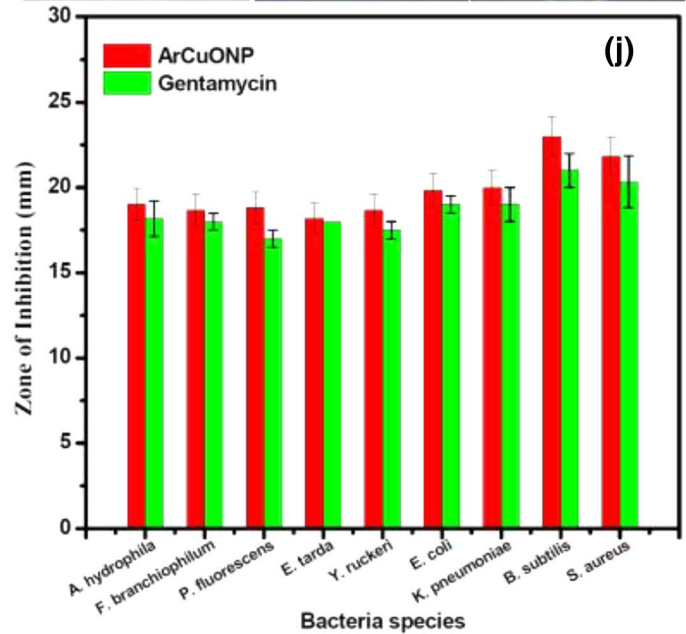 30
(j)
ArCuONP
Gentamycin
25
20
15
10
5
0
Zone of Inhibition (mm)
A. hydrophila
F. branchiophilum
P. fluorescens
E. tarda
Y. ruckeri
E. coli
K. pneumoniae
B. subtilis
S. aureus
Bacteria species